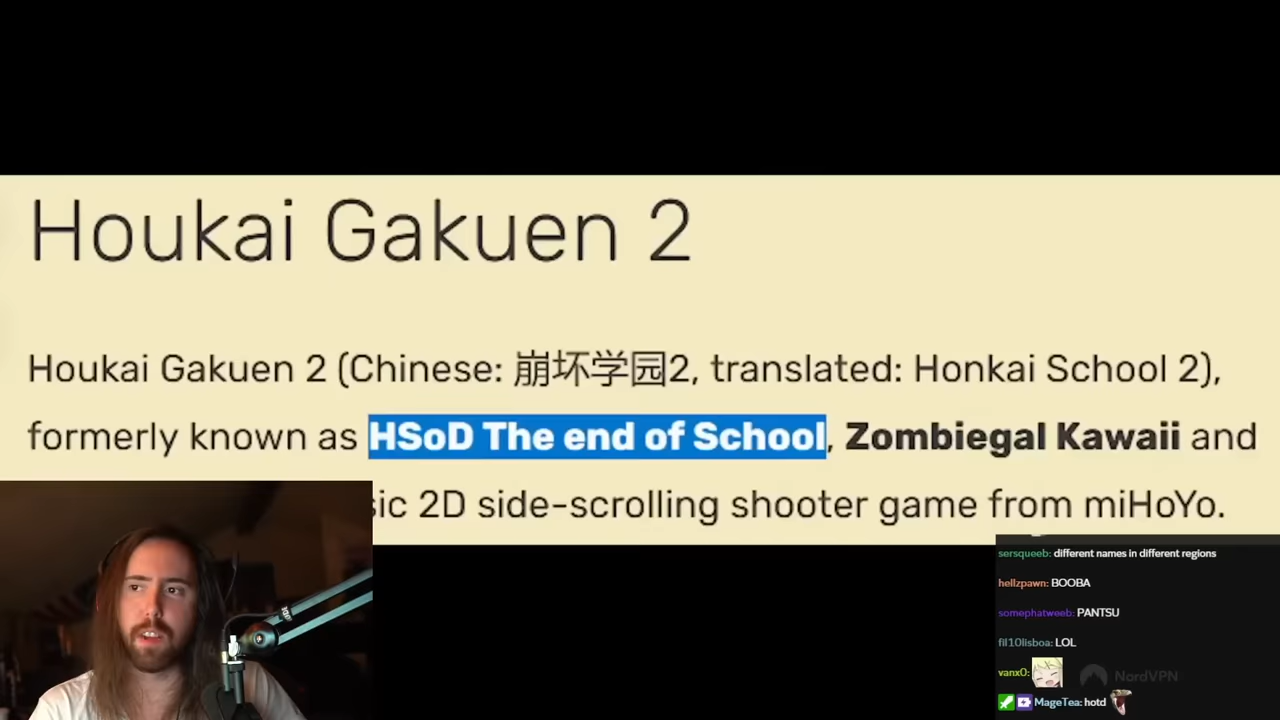 Houkai Gakuen 2
Houkai Gakuen 2 (Chinese: 崩坏学园2, translated: Honkai School 2),
formerly known as HSoD The end of School, Zombiegal Kawaii and
sic 2D side-scrolling shooter game from miHoYo.
sersqueeb: different names in different regions
hellzpawn: BOOBA
somephatweeb: PANTSU
fil10lisboa: LOL
vanx0:
NordVPN
MageTea: hotd